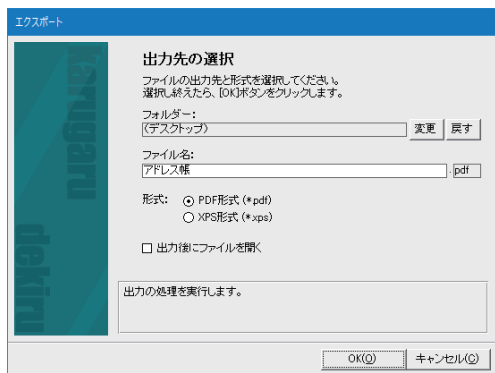 エクスポート
karugaru
dekiru
出力先の選択
ファイルの出力先と形式を選択してください。
選択し終えたら、[OK]ボタンをクリックします。
フォルダー:
(デスクトップ) 変更 戻す
ファイル名:
アドレス帳 .pdf
形式: PDF形式 (*.pdf)
XPS形式 (*.xps)
出力後にファイルを開く
出力の処理を実行します。
OK(O) キャンセル(C)